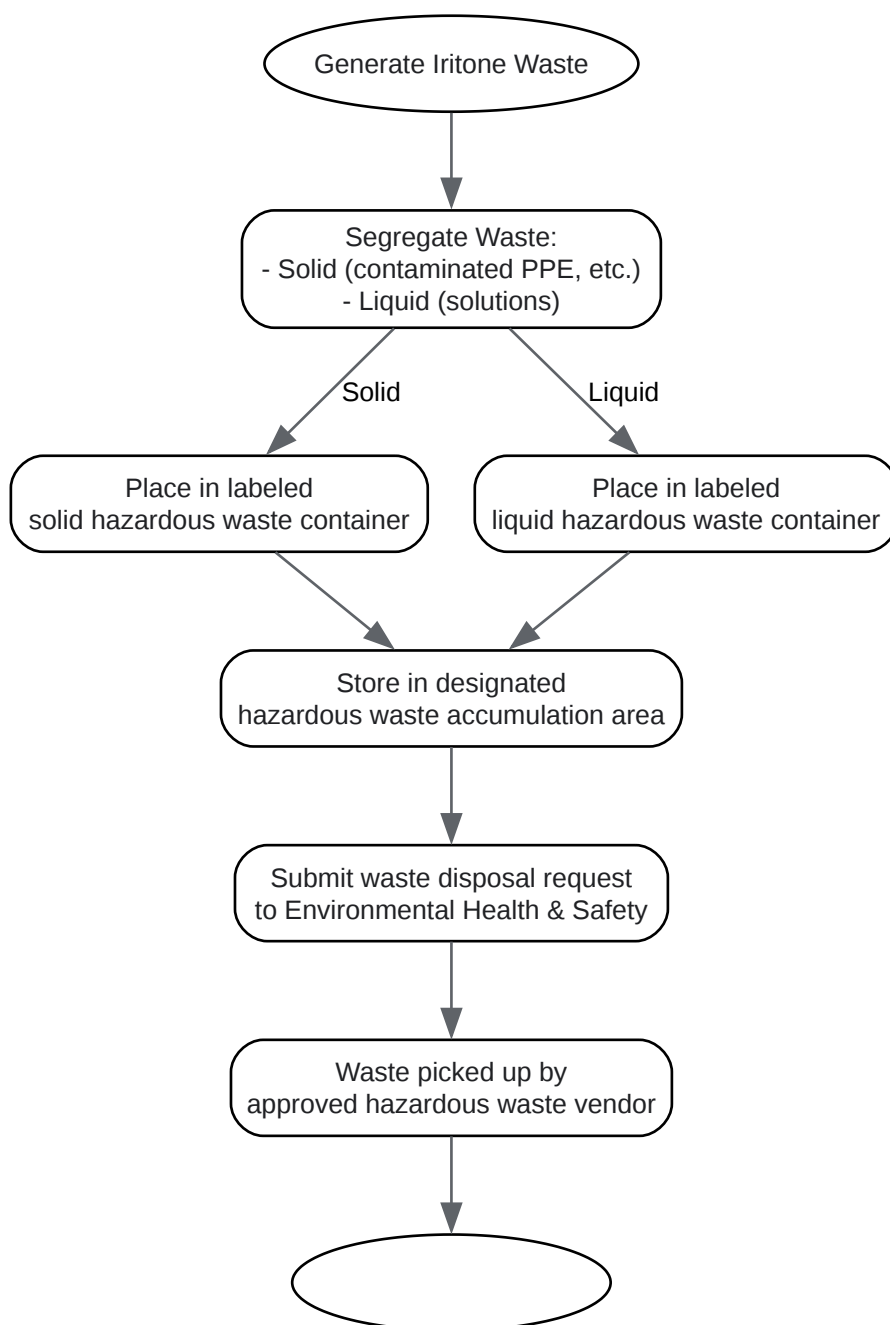 Generate Iritone Waste
Segregate Waste:
- Solid (contaminated PPE, etc.)
- Liquid (solutions)
Solid
Liquid
Place in labeled
solid hazardous waste container
Place in labeled
liquid hazardous waste container
Store in designated
hazardous waste accumulation area
Submit waste disposal request
to Environmental Health & Safety
Waste picked up by
approved hazardous waste vendor